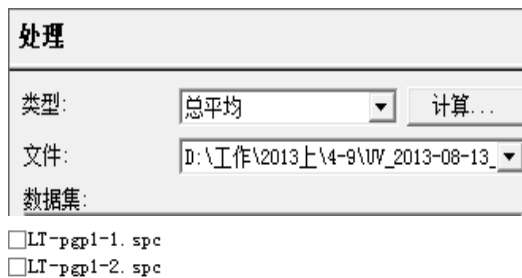 处理
类型: 总平均 计算...
文件: D:\工作\2013上\4-9\UV_2013-08-13_
数据集:
LT-pgp1-1.spc
LT-pgp1-2.spc